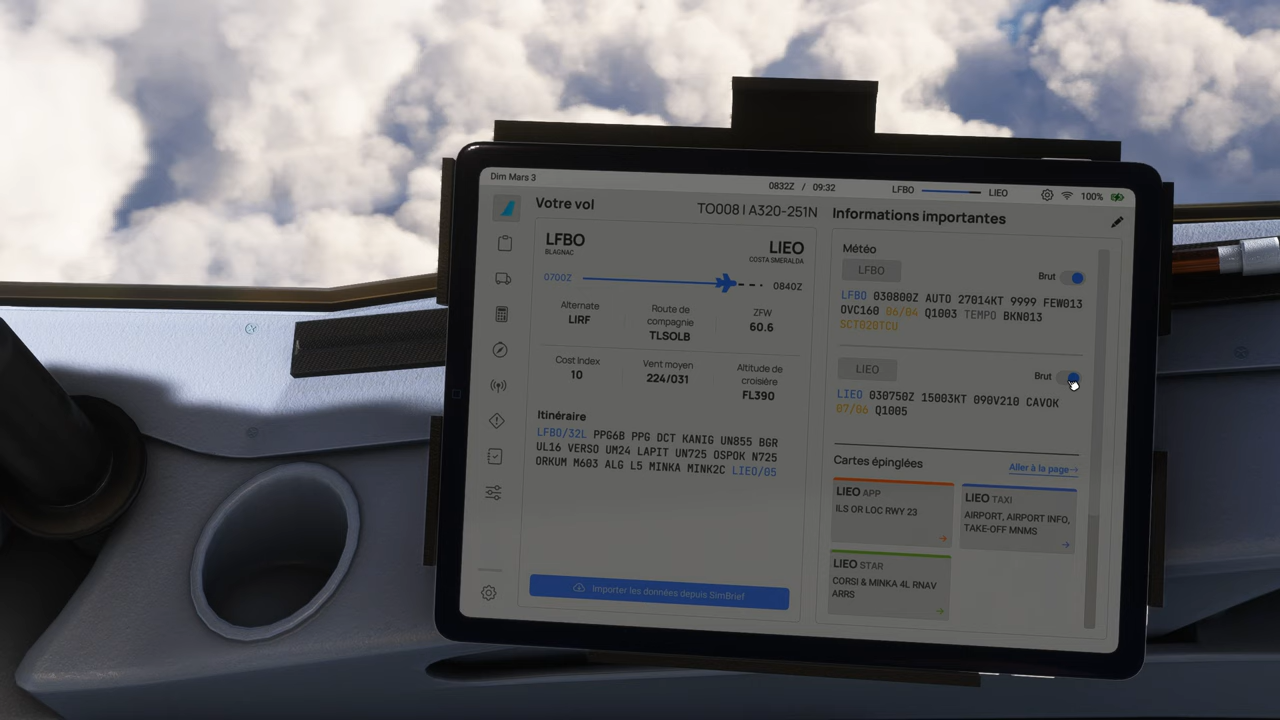 Dim Mars 3
0832Z / 09:32
LFBO LIEO
100%
Votre vol
TO008 | A320-251N
LFBO
BLAGNAC
LIEO
COSTA SMERALDA
0700Z
0840Z
Alternate
LIRF
Route de
compagnie
TLSOLB
ZFW
60.6
Cost Index
10
Vent moyen
224/031
Altitude de
croisière
FL390
Itinéraire
LFBO/32L PPG6B PPG DCT KANIG UN855 BGR
UL16 VERSO UM24 LAPIT UN725 OSPOK N725
ORKUM M603 ALG L5 MINKA MINK2C LIEO/05
Importer les données depuis SimBrief
Informations importantes
Météo
LFBO
Brut
LFBO 030800Z AUTO 27014KT 9999 FEW013
OVC160 06/04 Q1003 TEMPO BKN013
SCT020TCU
LIEO
Brut
LIEO 030750Z 15003KT 090V210 CAVOK
07/06 Q1005
Cartes épinglées
Aller à la page
LIEO APP
ILS OR LOC RWY 23
LIEO TAXI
AIRPORT, AIRPORT INFO,
TAKE-OFF MNMS
LIEO STAR
CORSI & MINKA 4L RNAV
ARRS